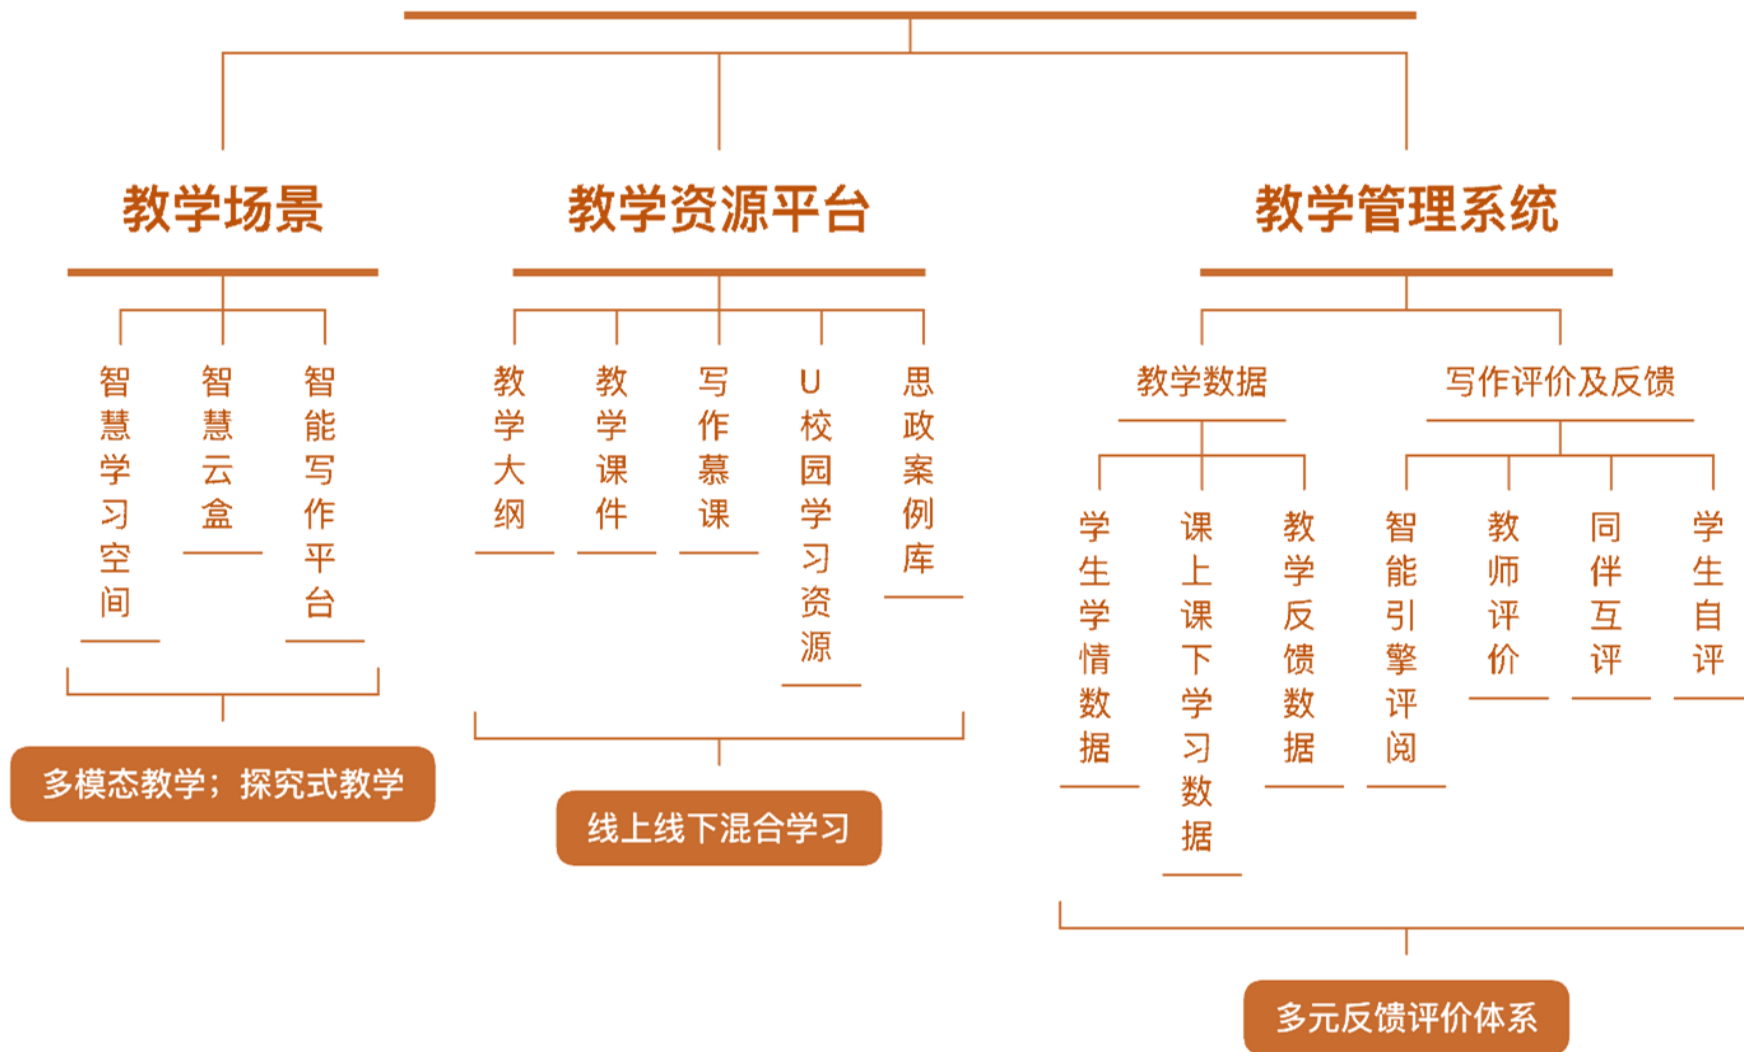 教学场景
教学资源平台
教学管理系统
智慧学习空间
智慧云盒
智能写作平台
教学大纲
教学课件
写作慕课
U校园学习资源
思政案例库
教学数据
写作评价及反馈
学生学情数据
课上课下学习数据
教学反馈数据
智能引擎评阅
教师评价
同伴互评
学生自评
多模态教学；探究式教学
线上线下混合学习
多元反馈评价体系